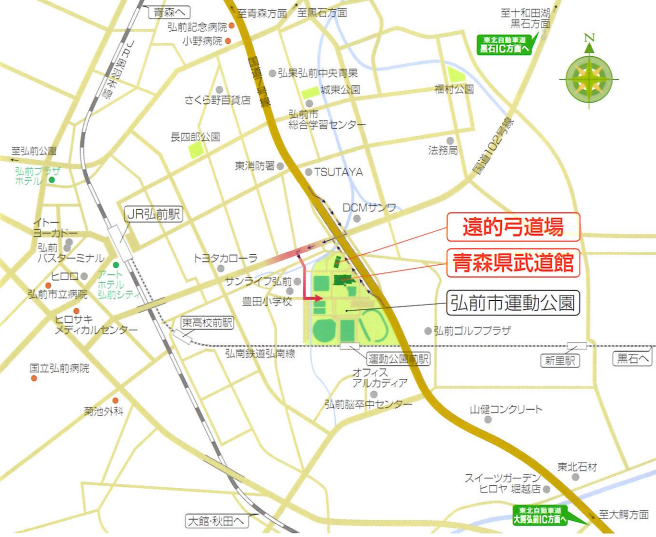 青森へ
至青森方面
至黒石方面
至十和田湖
黒石方面
弘前記念病院
小野病院
東北自動車道
黒石IC方面へ
N
JR奥羽本線
国道7号線
弘果弘前中央青果
さくら野百貨店
城東公園
福村公園
弘前市
総合学習センター
長四郎公園
国道102号線
法務局
至弘前公園
東消防署
TSUTAYA
弘前プラザ
ホテル
DCMサンワ
JR弘前駅
イトー
ヨーカドー
遠的弓道場
弘前
バスターミナル
トヨタカローラ
青森県武道館
アート
ホテル
弘前シティ
ヒロロ
サンライフ弘前
弘前市立病院
豊田小学校
弘前市運動公園
ヒロサキ
メディカルセンター
東高校前駅
弘前ゴルフプラザ
弘南鉄道弘南線
運動公園前駅
新里駅
黒石へ
国立弘前病院
オフィス
アルカディア
菊池外科
弘前脳卒中センター
山健コンクリート
東北石材
スイーツガーデン
ヒロヤ 堀越店
大館・秋田へ
東北自動車道
大鰐弘前IC方面へ
至大鰐方面